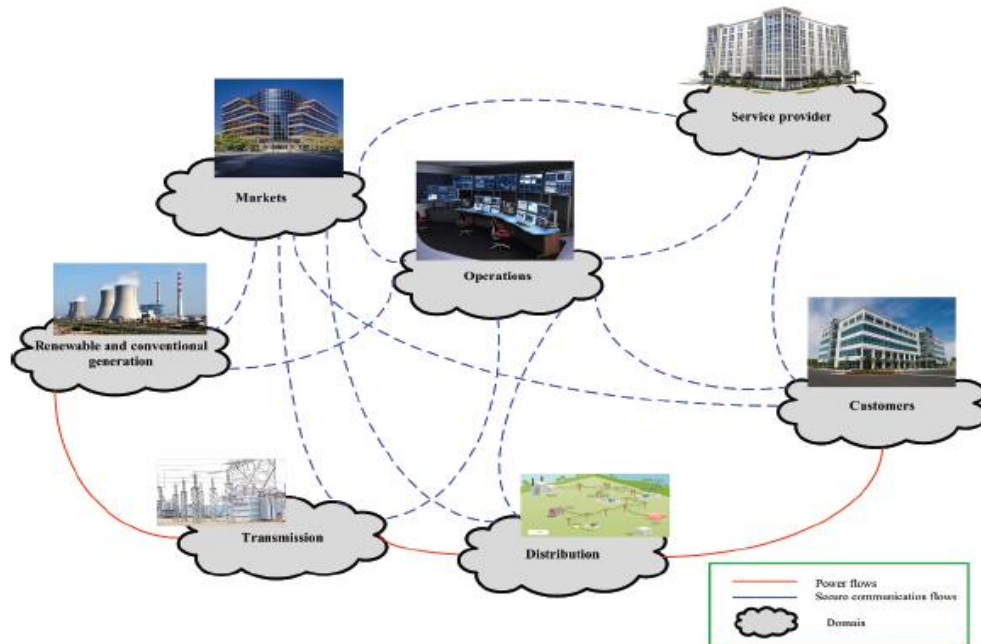 Service provider
Markets
Operations
Renewable and conventional
generation
Customers
Transmission
Distribution
Power flows
Secure communication flows
Domain